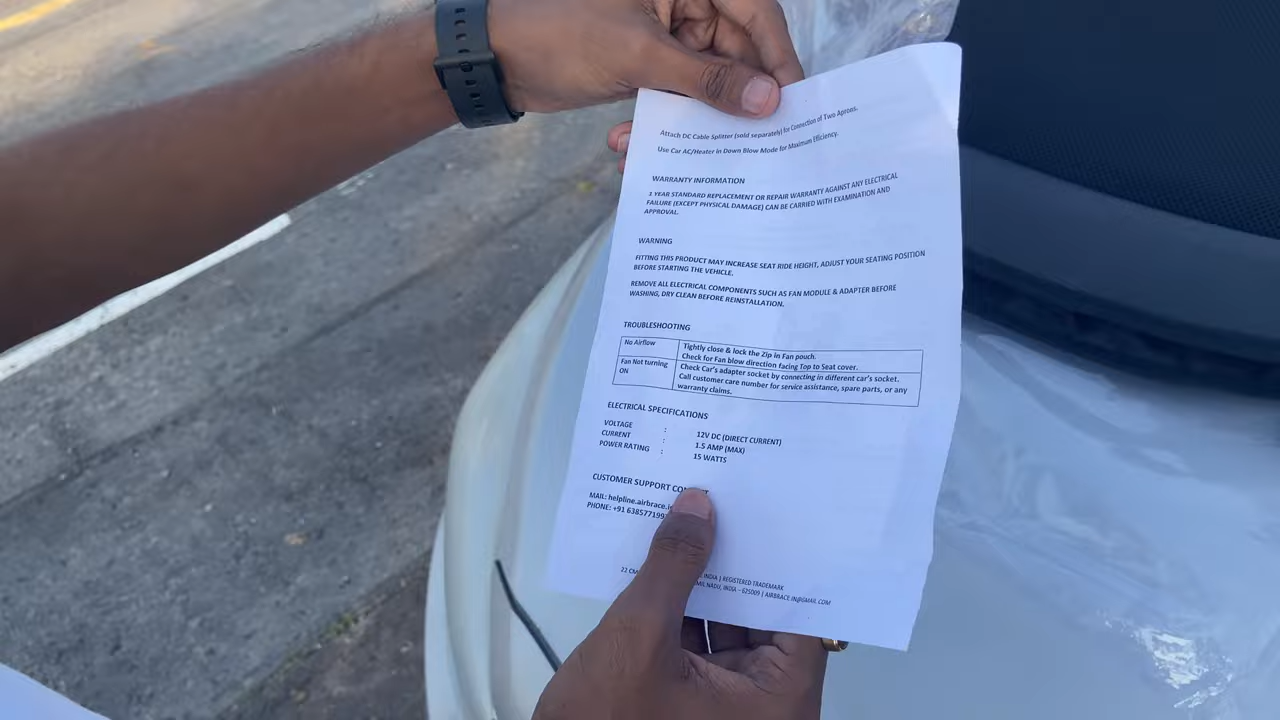 Attach DC Cable Splitter (sold separately) for Connection of Two Aprons.
Use Car AC/Heater in Down Blow Mode for Maximum Efficiency.
WARRANTY INFORMATION
1 YEAR STANDARD REPLACEMENT OR REPAIR WARRANTY AGAINST ANY ELECTRICAL
FAILURE (EXCEPT PHYSICAL DAMAGE) CAN BE CARRIED WITH EXAMINATION AND
APPROVAL.
WARNING
FITTING THIS PRODUCT MAY INCREASE SEAT RIDE HEIGHT, ADJUST YOUR SEATING POSITION
BEFORE STARTING THE VEHICLE.
REMOVE ALL ELECTRICAL COMPONENTS SUCH AS FAN MODULE & ADAPTER BEFORE
WASHING, DRY CLEAN BEFORE REINSTALLATION.
TROUBLESHOOTING
No Airflow Tightly close & lock the Zip in Fan pouch.
Check for Fan blow direction facing Top to Seat cover.
Fan Not turning Check Car's adapter socket by connecting in different car's socket.
ON Call customer care number for service assistance, spare parts, or any
warranty claims.
ELECTRICAL SPECIFICATIONS
VOLTAGE : 12V DC (DIRECT CURRENT)
CURRENT : 1.5 AMP (MAX)
POWER RATING : 15 WATTS
CUSTOMER SUPPORT
MAIL: helpline.airbrace.i
PHONE: +91 638577199
INDIA | REGISTERED TRADEMARK
22 NADU, INDIA – 625009 | AIRBRACE.IN@GMAIL.COM